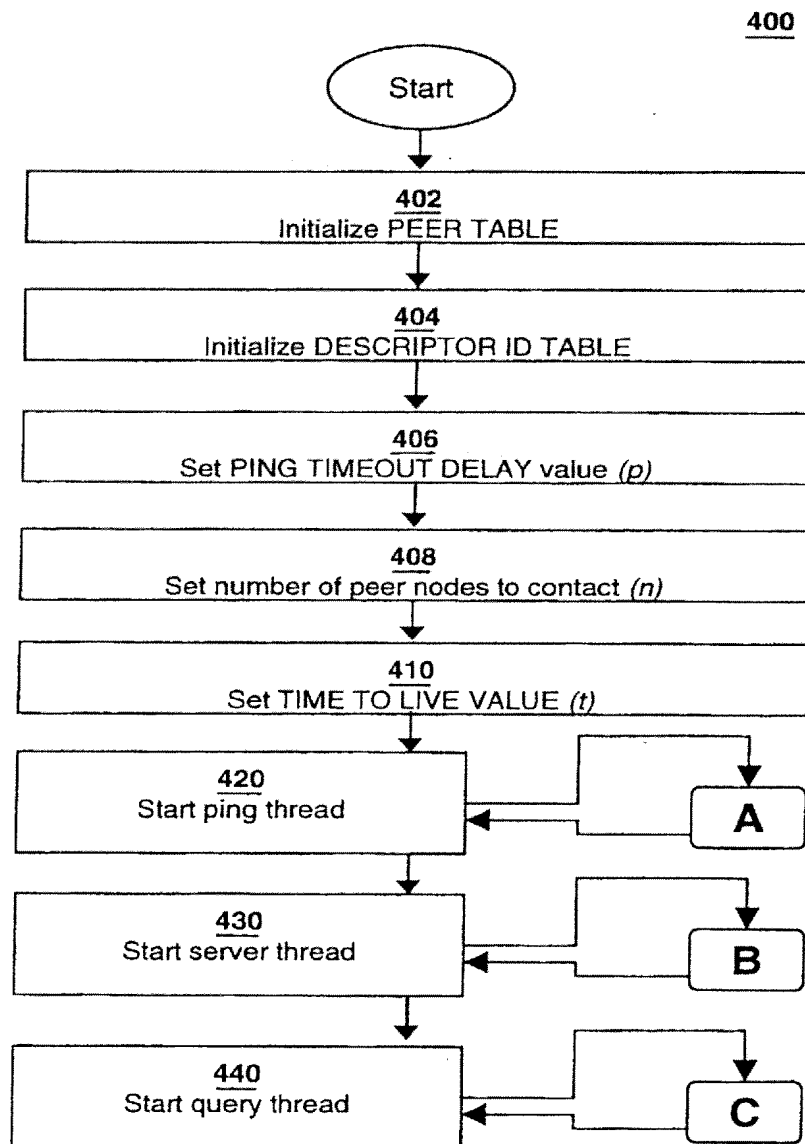 400
Start
402
Initialize PEER TABLE
404
Initialize DESCRIPTOR ID TABLE
406
Set PING TIMEOUT DELAY value (p)
408
Set number of peer nodes to contact (n)
410
Set TIME TO LIVE VALUE (t)
420
Start ping thread
A
430
Start server thread
B
440
Start query thread
C